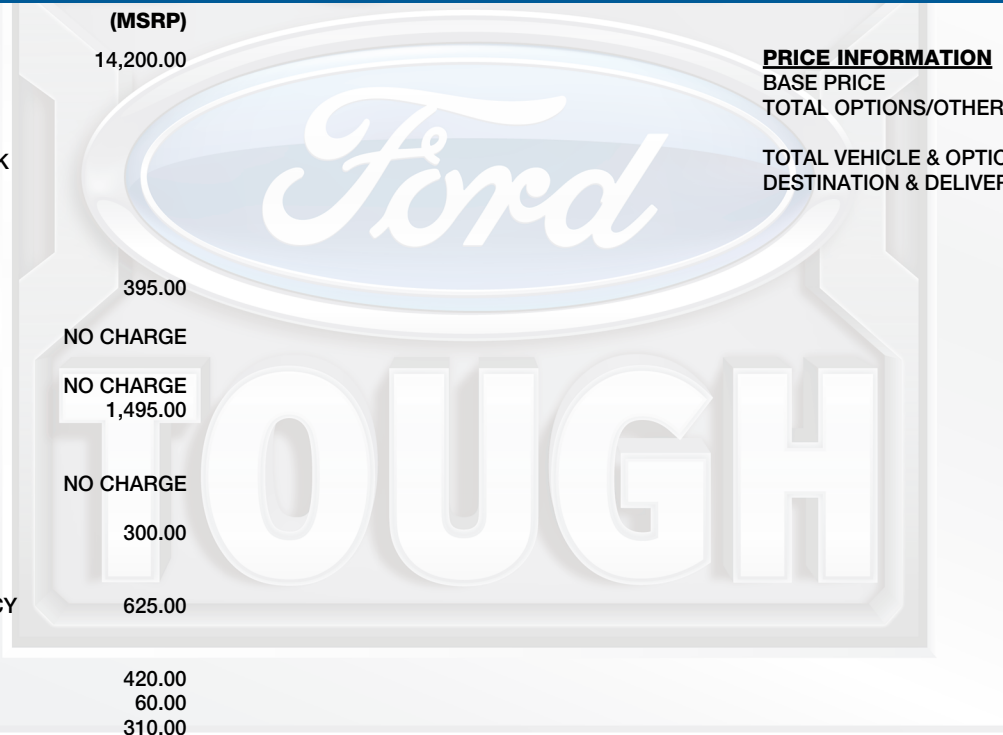 (MSRP)
14,200.00
K
395.00
NO CHARGE
NO CHARGE
1,495.00
NO CHARGE
300.00
CY 625.00
420.00
60.00
310.00
PRICE INFORMATION
BASE PRICE
TOTAL OPTIONS/OTHER
TOTAL VEHICLE & OPTIO
DESTINATION & DELIVER
Ford
TOUGH